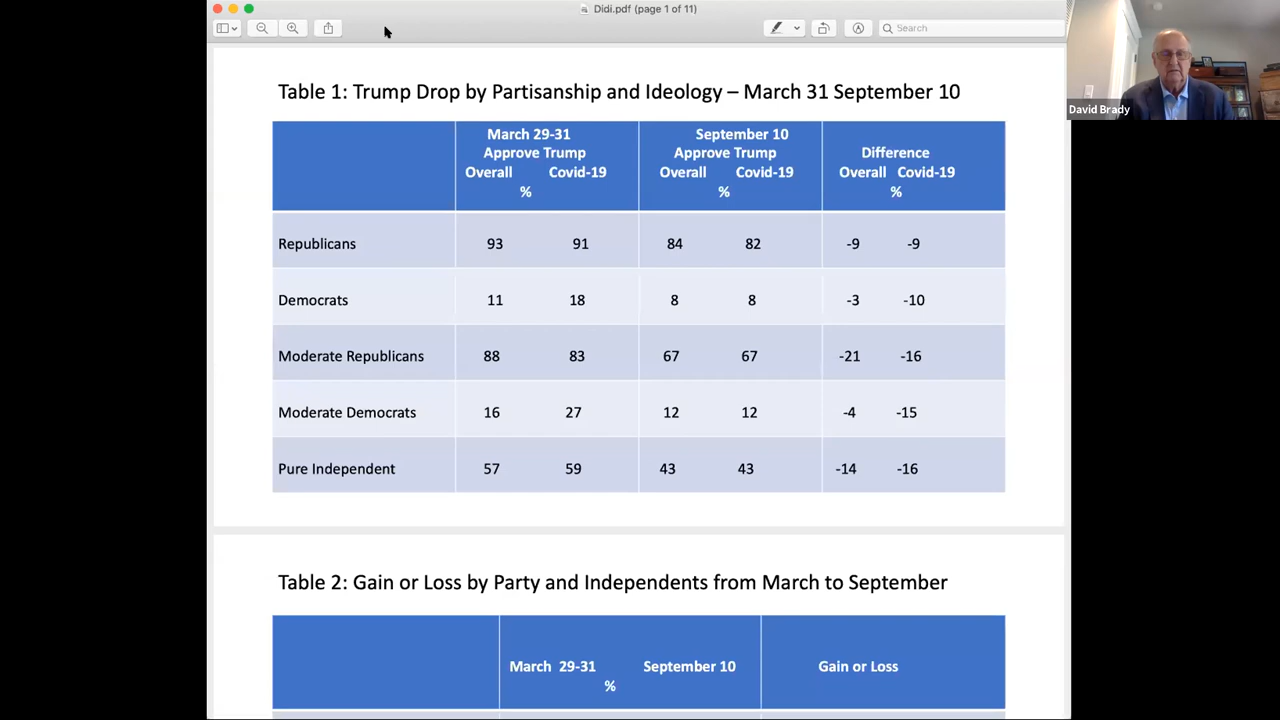 Didi.pdf (page 1 of 11)
Search
David Brady
Table 1: Trump Drop by Partisanship and Ideology – March 31 September 10
March 29-31 September 10
Approve Trump Approve Trump Difference
Overall Covid-19 Overall Covid-19 Overall Covid-19
% % %
Republicans 93 91 84 82 -9 -9
Democrats 11 18 8 8 -3 -10
Moderate Republicans 88 83 67 67 -21 -16
Moderate Democrats 16 27 12 12 -4 -15
Pure Independent 57 59 43 43 -14 -16
Table 2: Gain or Loss by Party and Independents from March to September
March 29-31 September 10 Gain or Loss
%